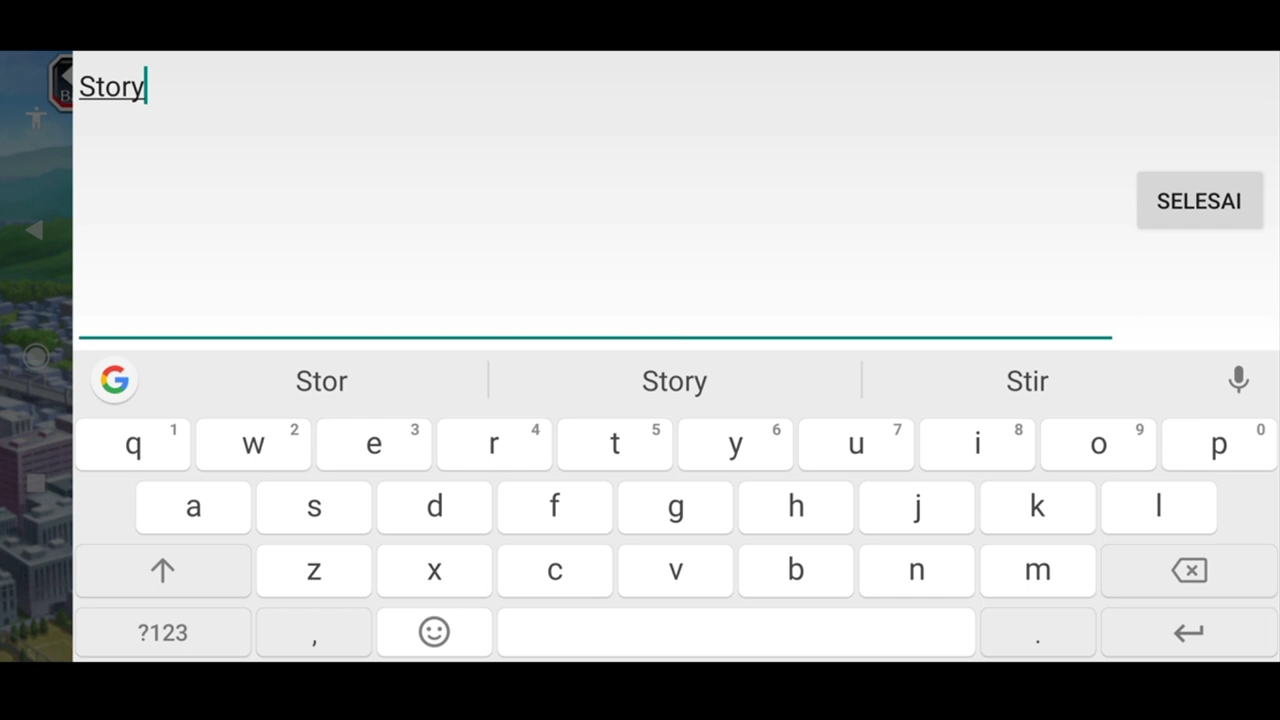 B
Story
SELESAI
G Stor Story Stir
q 1 w 2 e 3 r 4 t 5 y 6 u 7 i 8 o 9 p 0
a s d f g h j k l
z x c v b n m
?123 , .